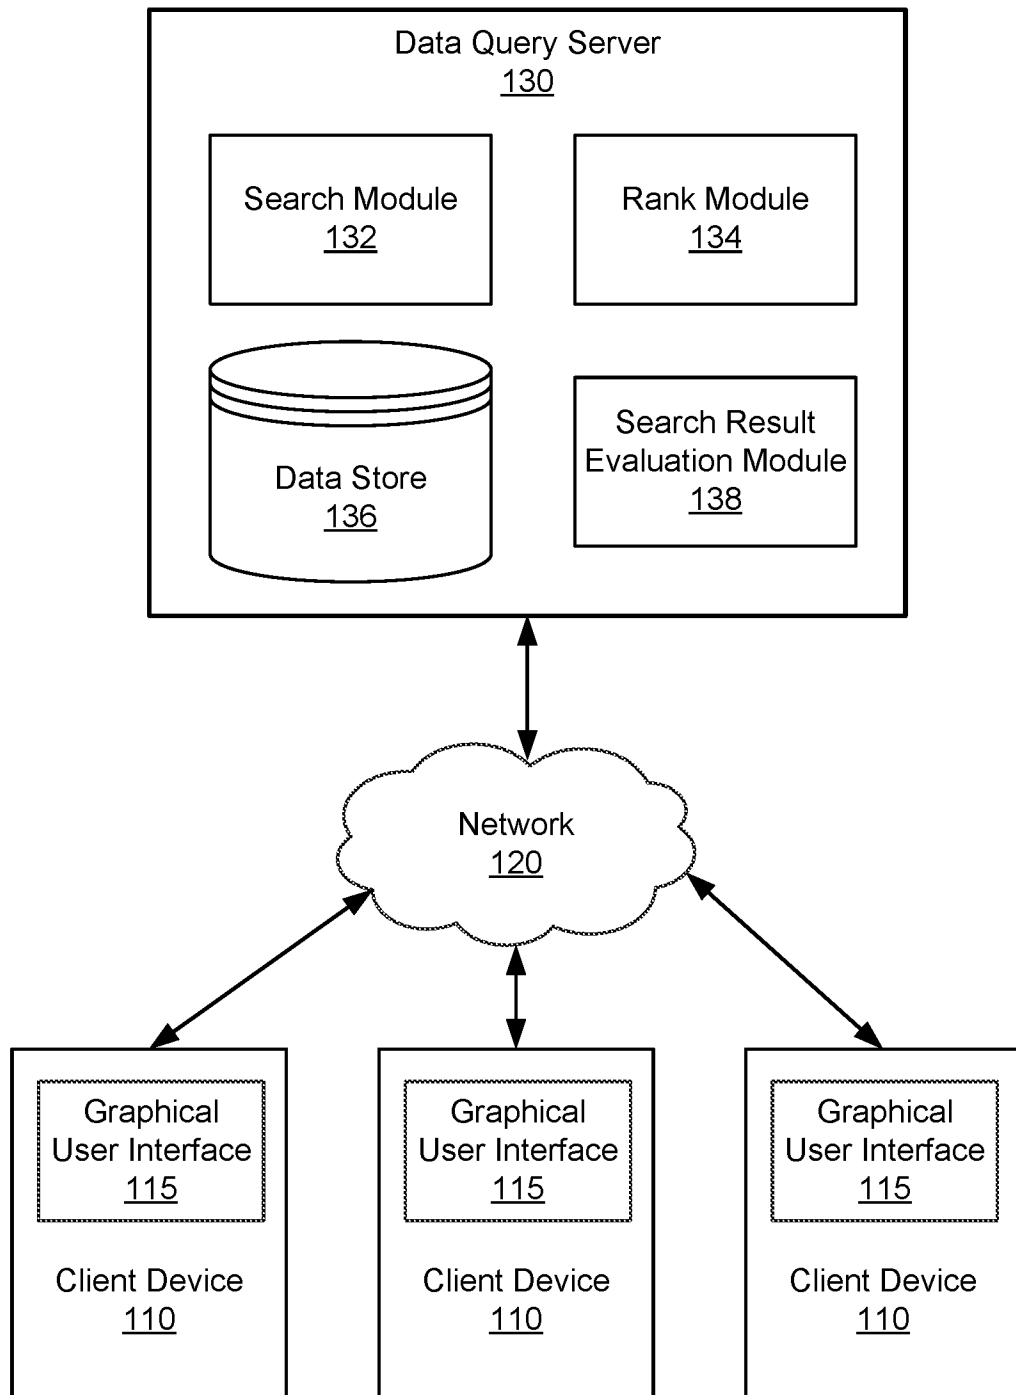 Data Query Server
130
Search Module
132
Rank Module
134
Data Store
136
Search Result
Evaluation Module
138
Network
120
Graphical
User Interface
115
Client Device
110
Graphical
User Interface
115
Client Device
110
Graphical
User Interface
115
Client Device
110